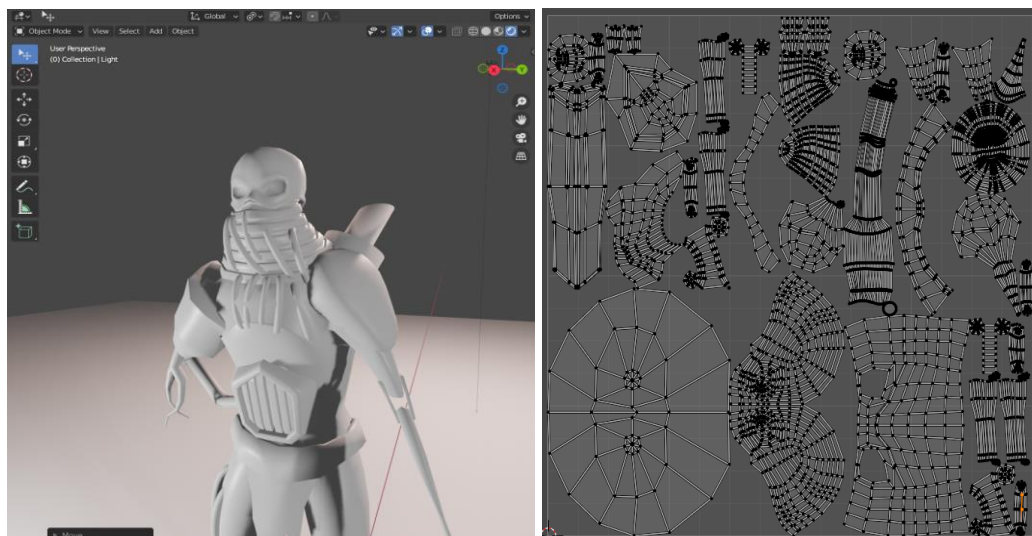 Global
Options
Object Mode View Select Add Object
User Perspective
(0) Collection | Light
Z
X
Y
Move